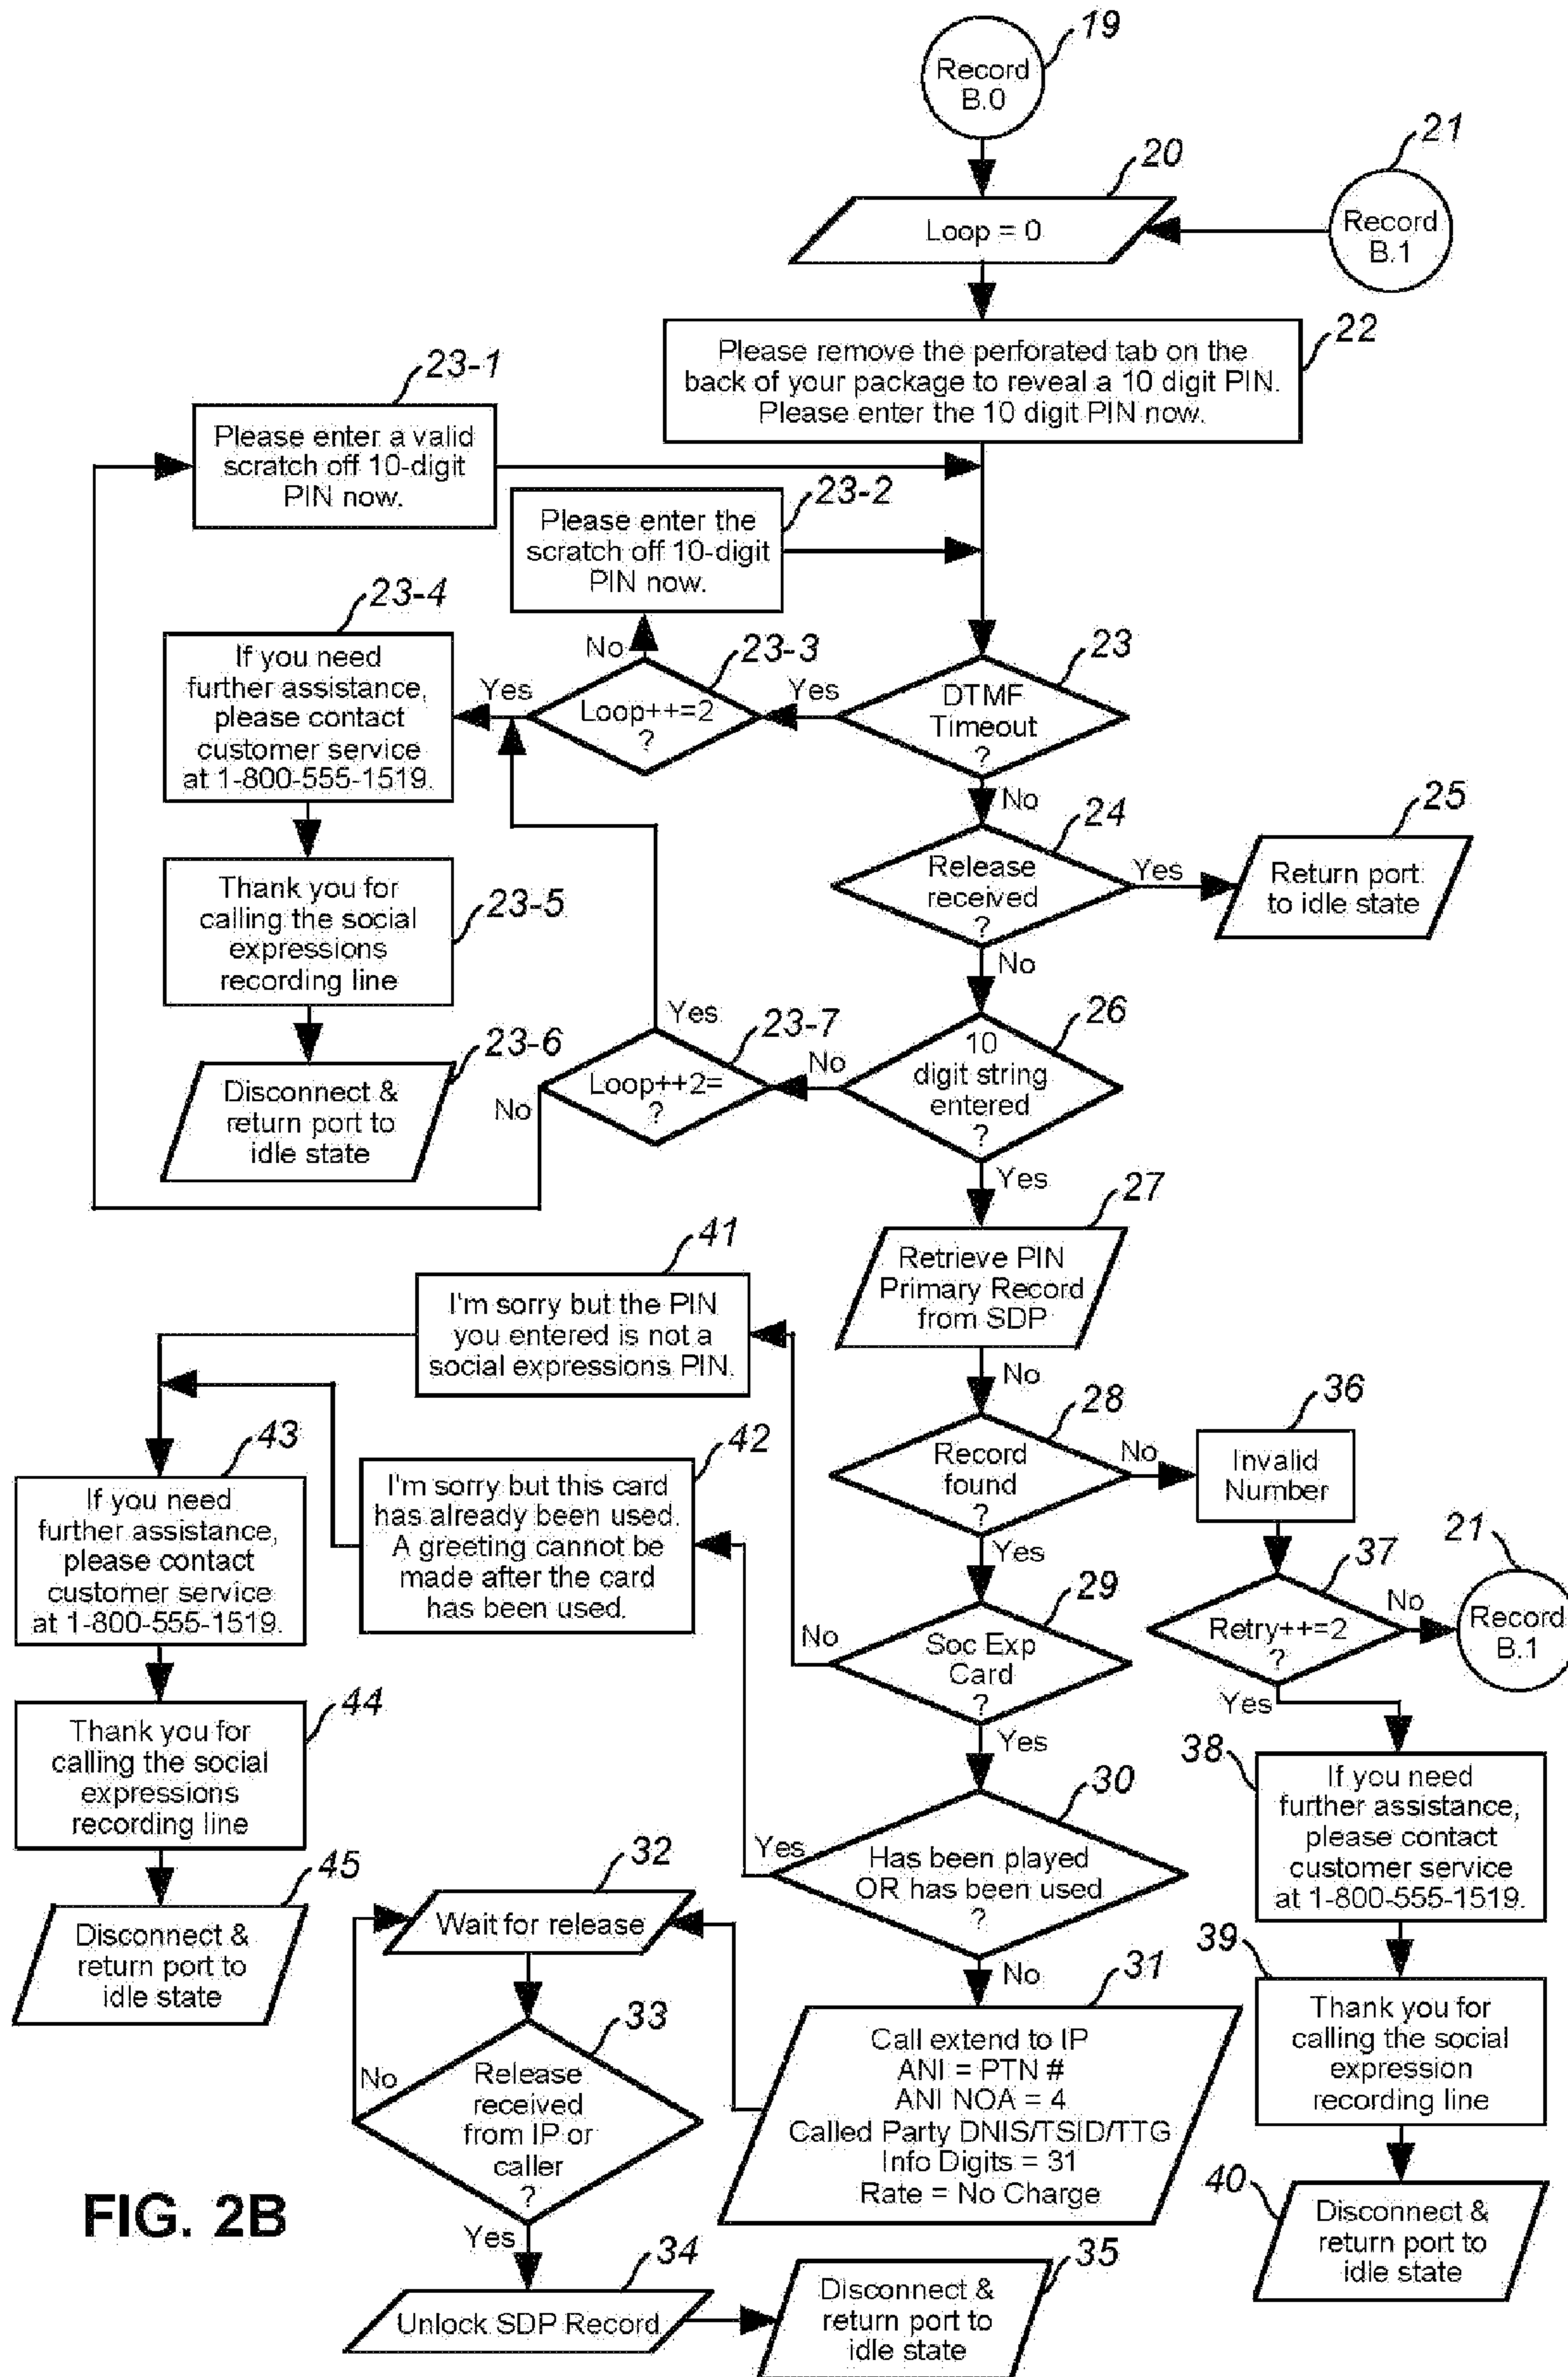 19
Record
B.0
20
21
Loop = 0
Record
B.1
22
Please remove the perforated tab on the
back of your package to reveal a 10 digit PIN.
Please enter the 10 digit PIN now.
23-1
Please enter a valid
scratch off 10-digit
PIN now.
23-2
Please enter the
scratch off 10-digit
PIN now.
23-4
If you need
further assistance,
please contact
customer service
at 1-800-555-1519.
No
23-3
Yes
Loop++=2
?
Yes
23
DTMF
Timeout
?
No
24
Release
received
?
Yes
25
Return port
to idle state
No
Thank you for
calling the social
expressions
recording line
23-5
23-6
Disconnect &
return port to
idle state
Yes
23-7
Loop++2=
?
No
No
26
10
digit string
entered
?
Yes
27
Retrieve PIN
Primary Record
from SDP
No
41
I'm sorry but the PIN
you entered is not a
social expressions PIN.
28
Record
found
?
No
36
Invalid
Number
Yes
43
If you need
further assistance,
please contact
customer service
at 1-800-555-1519.
42
I'm sorry but this card
has already been used.
A greeting cannot be
made after the card
has been used.
29
No
Soc Exp
Card
?
Yes
37
Retry++=2
?
No
21
Record
B.1
Yes
44
Thank you for
calling the social
expressions
recording line
30
Yes
Has been played
OR has been used
?
No
38
If you need
further assistance,
please contact
customer service
at 1-800-555-1519.
45
Disconnect &
return port to
idle state
32
Wait for release
33
No
Release
received
from IP or
caller
?
Yes
31
Call extend to IP
ANI = PTN #
ANI NOA = 4
Called Party DNIS/TSID/TTG
Info Digits = 31
Rate = No Charge
39
Thank you for
calling the social
expression
recording line
40
Disconnect &
return port to
idle state
34
Unlock SDP Record
35
Disconnect &
return port to
idle state
FIG. 2B